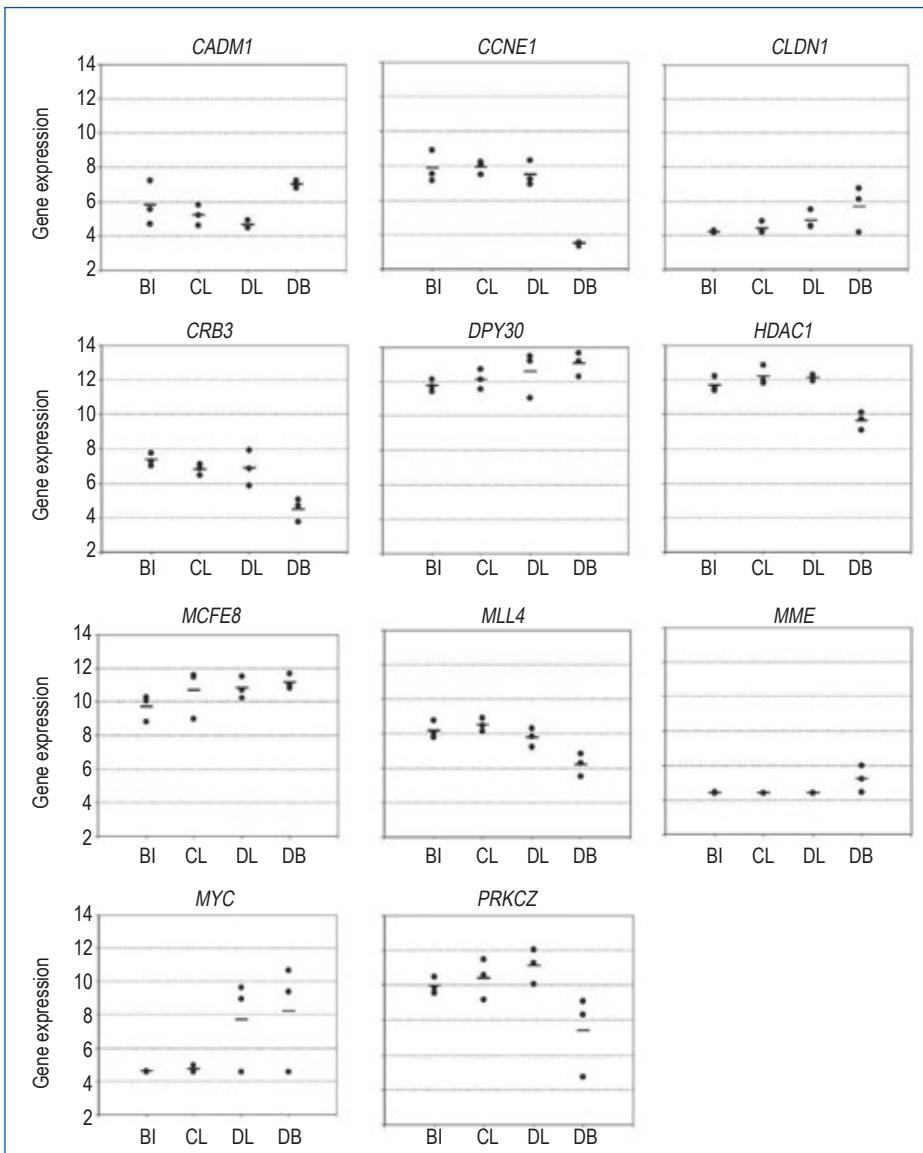 CADM1 CCNE1 CLDN1
Gene expression
14
12
10
8
6
4
2
BI CL DL DB BI CL DL DB BI CL DL DB
CRB3 DPY30 HDAC1
Gene expression
14
12
10
8
6
4
2
BI CL DL DB BI CL DL DB BI CL DL DB
MCFE8 MLL4 MME
Gene expression
14
12
10
8
6
4
2
BI CL DL DB BI CL DL DB BI CL DL DB
MYC PRKCZ
Gene expression
14
12
10
8
6
4
2
BI CL DL DB BI CL DL DB